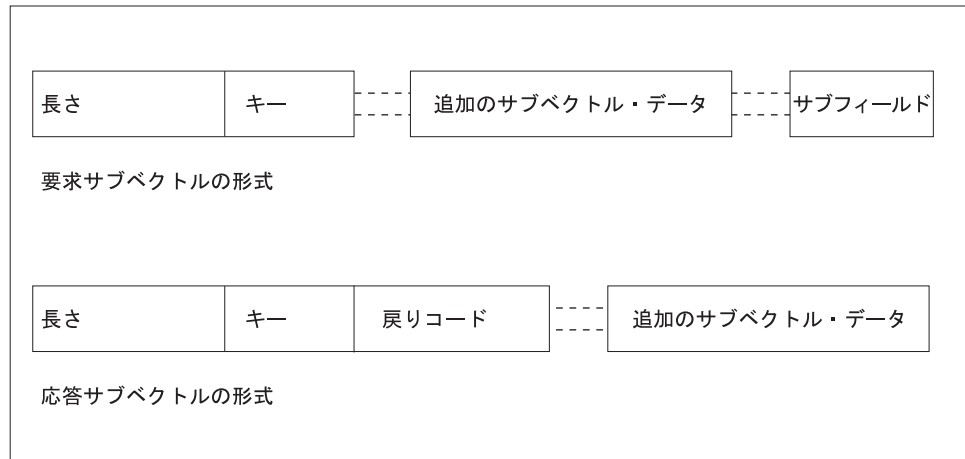 長さ キー 追加のサブベクトル・データ サブフィールド
要求サブベクトルの形式
長さ キー 戻りコード 追加のサブベクトル・データ
応答サブベクトルの形式